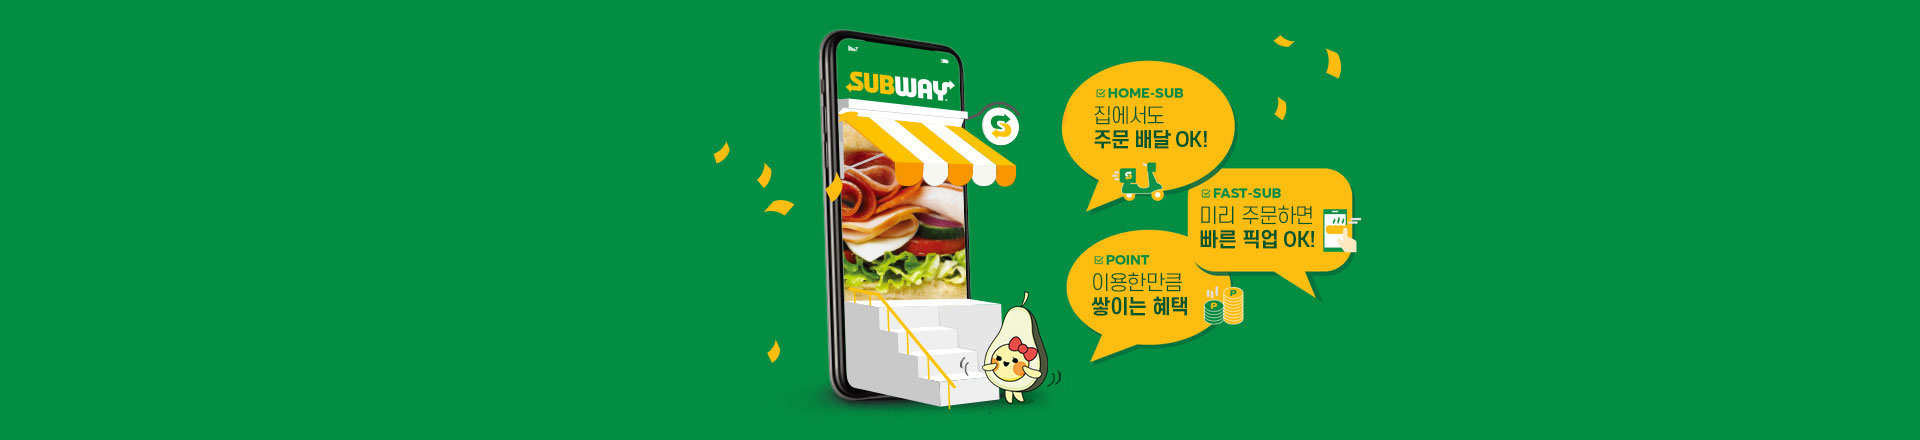 SUBWAY
HOME-SUB
집에서도
주문 배달 OK!
FAST-SUB
미리 주문하면
빠른 픽업 OK!
POINT
이용한만큼
쌓이는 혜택
P P